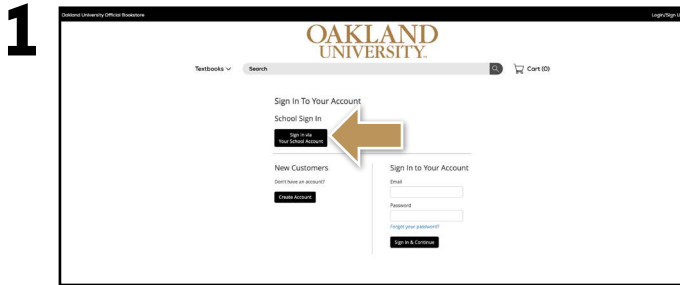 1
Oakland University Official Bookstore
Login/Sign U
OAKLAND
UNIVERSITY™
Textbooks
Search
Cart (0)
Sign In To Your Account
School Sign In
Sign in via
Your School Account
New Customers
Don't have an account?
Create Account
Sign In to Your Account
Email
Password
Forgot your password?
Sign In & Continue